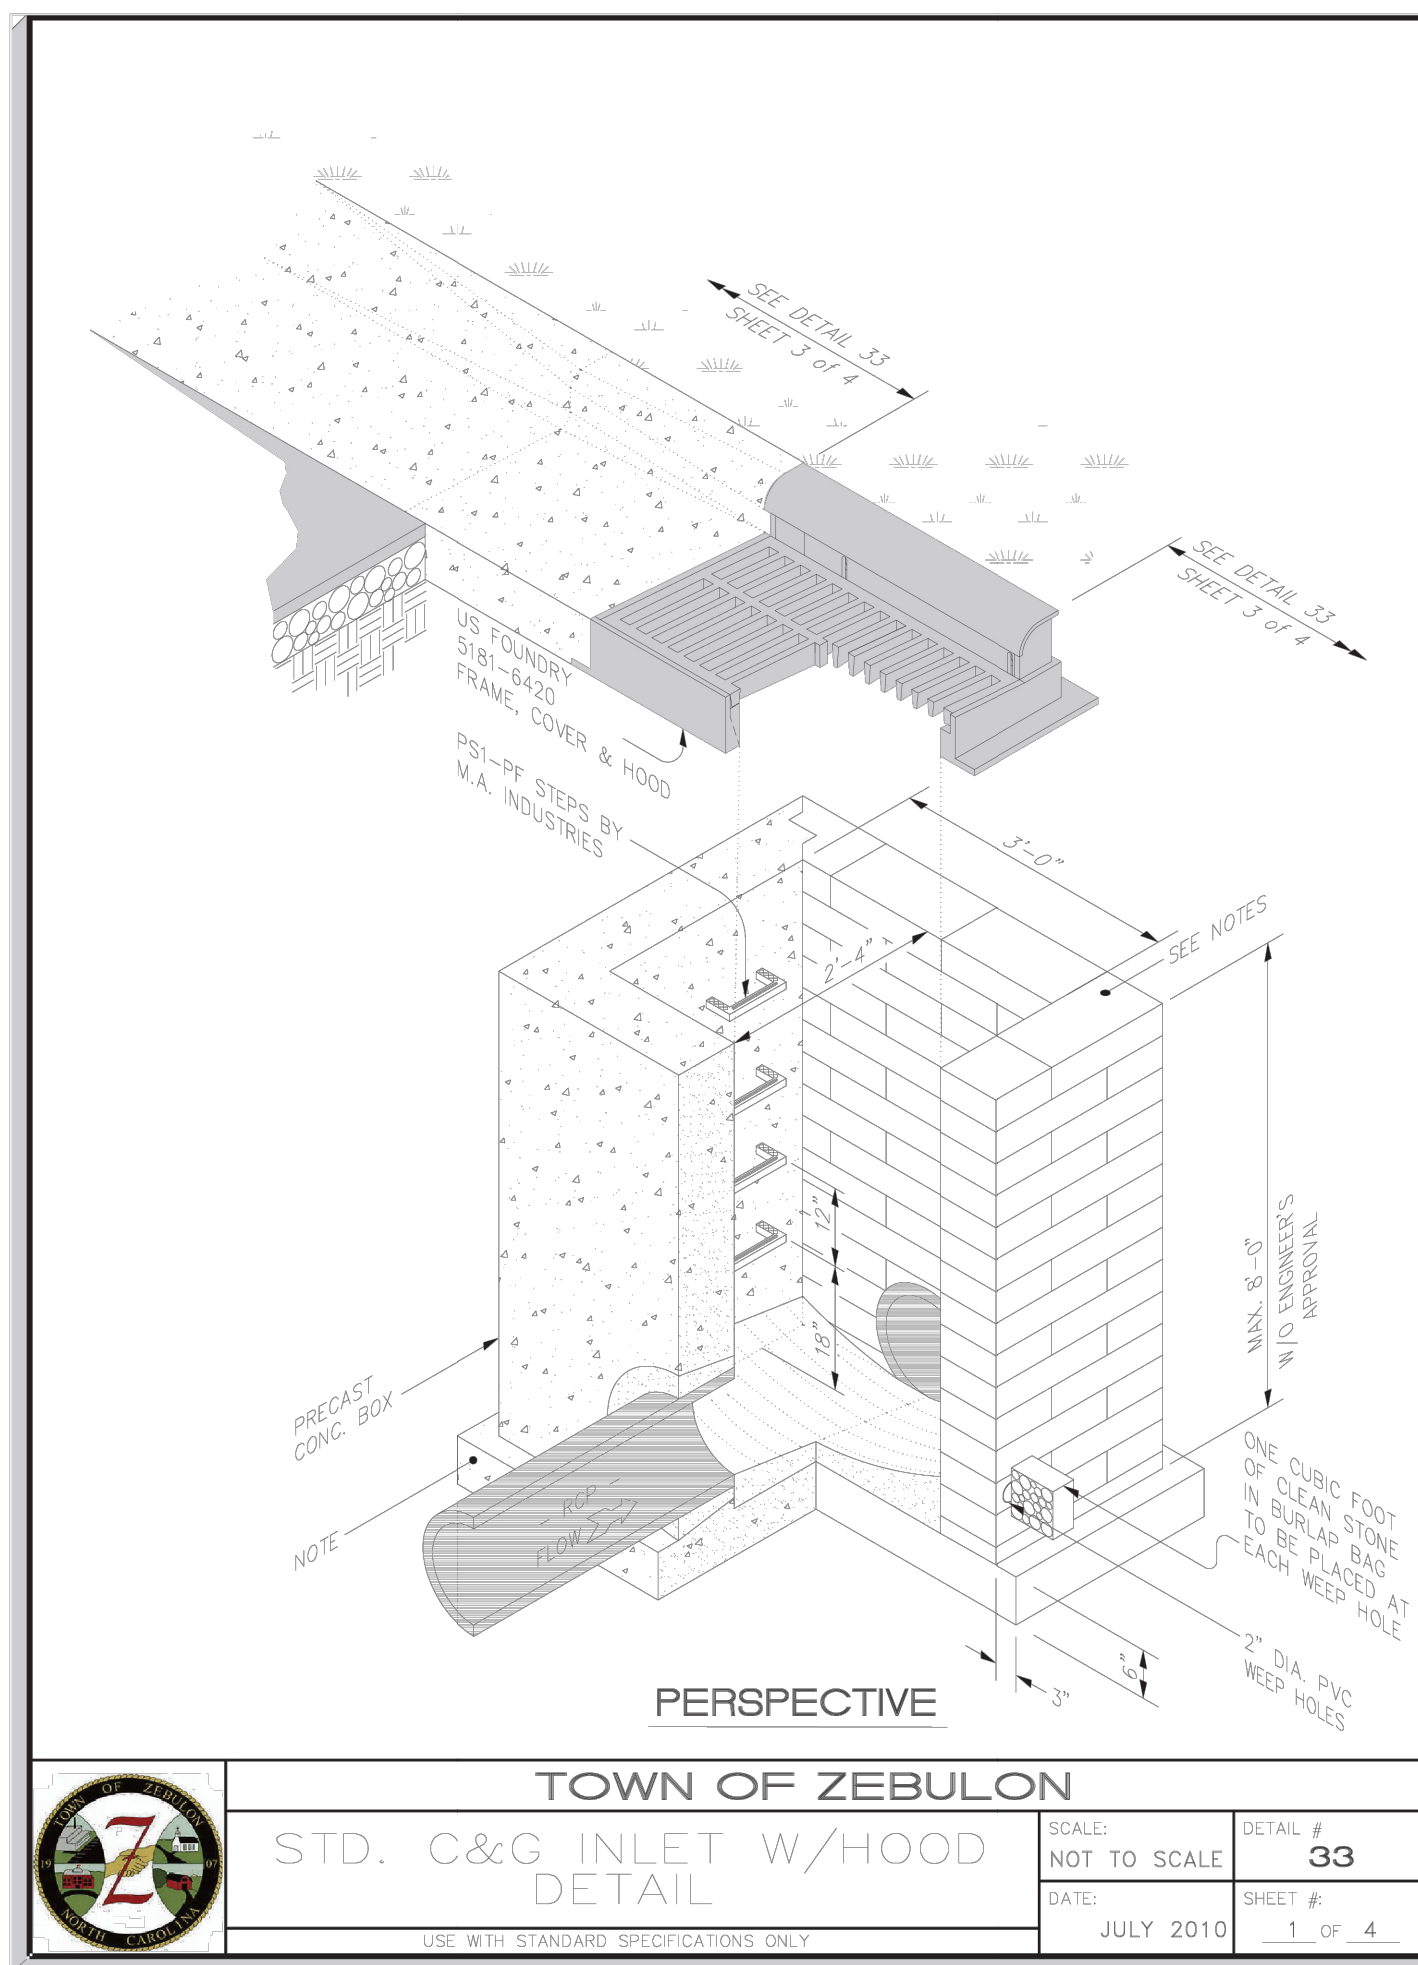 SEE DETAIL 33
SHEET 3 of 4
SEE DETAIL 33
SHEET 3 of 4
US FOUNDRY
5181-6420
FRAME, COVER & HOOD
PS1-PF STEPS BY
M.A. INDUSTRIES
3'-0"
2'-4"
SEE NOTES
12"
18"
MAX. 8'-0"
W/O ENGINEER'S
APPROVAL
PRECAST
CONC. BOX
NOTE
RCP
FLOW
ONE CUBIC FOOT
OF CLEAN STONE
IN BURLAP BAG
TO BE PLACED AT
EACH WEEP HOLE
2" DIA. PVC
WEEP HOLES
6"
3"
PERSPECTIVE
TOWN OF ZEBULON
NORTH CAROLINA
1907
Z
TOWN OF ZEBULON
STD. C&G INLET W/HOOD
DETAIL
USE WITH STANDARD SPECIFICATIONS ONLY
SCALE:
NOT TO SCALE
DETAIL #
33
DATE:
JULY 2010
SHEET #:
1 OF 4